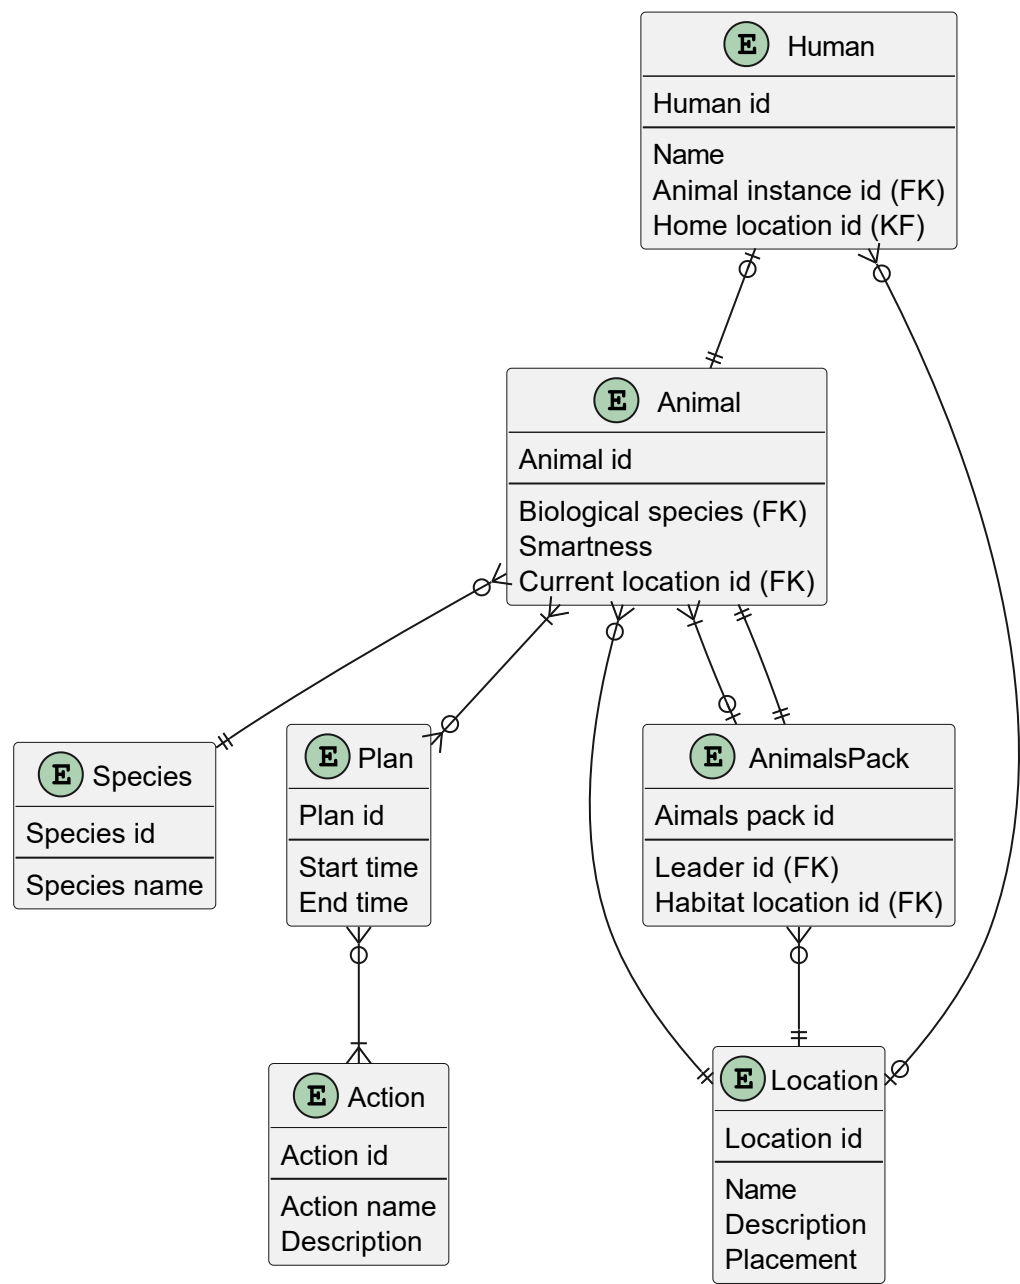 E Human
Human id
Name
Animal instance id (FK)
Home location id (KF)
E Animal
Animal id
Biological species (FK)
Smartness
Current location id (FK)
E Species
Species id
Species name
E Plan
Plan id
Start time
End time
E AnimalsPack
Aimals pack id
Leader id (FK)
Habitat location id (FK)
E Action
Action id
Action name
Description
E Location
Location id
Name
Description
Placement